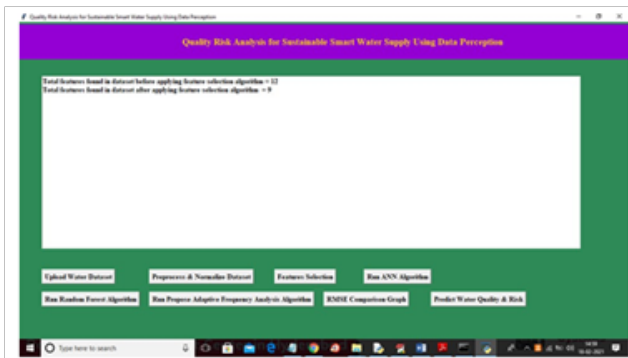 Quality Risk Analysis for Sustainable Smart Water Supply Using Data Perception
Quality Risk Analysis for Sustainable Smart Water Supply Using Data Perception
Total features found in dataset before applying feature selection algorithm = 12
Total features found in dataset after applying feature selection algorithm = 9
Upload Water Dataset Preprocess & Normalize Dataset Features Selection Run ANN Algorithm
Run Random Forest Algorithm Run Propose Adaptive Frequency Analysis Algorithm RMSE Comparison Graph Predict Water Quality & Risk
Type here to search